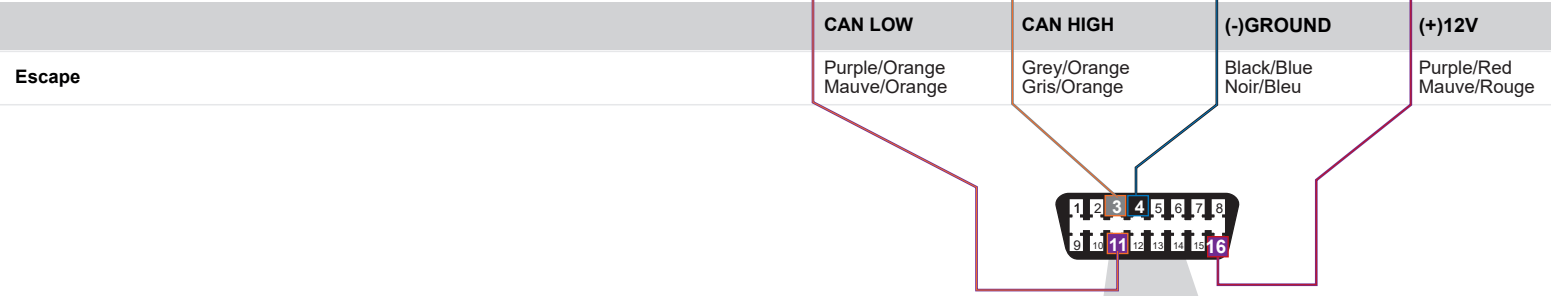 CAN LOW CAN HIGH (-)GROUND (+)12V
Escape
Purple/Orange Grey/Orange Black/Blue Purple/Red
Mauve/Orange Gris/Orange Noir/Bleu Mauve/Rouge
1 2 3 4 5 6 7 8
9 10 11 12 13 14 15 16